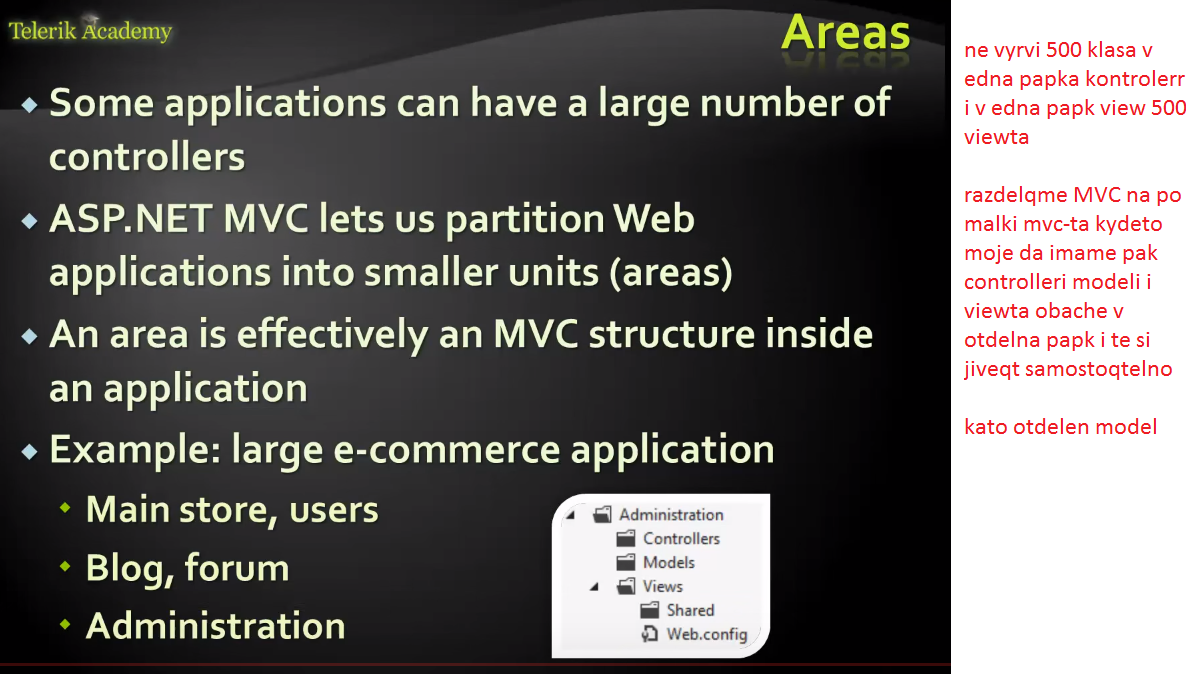 Telerik Academy
Areas
Some applications can have a large number of
controllers
ASP.NET MVC lets us partition Web
applications into smaller units (areas)
An area is effectively an MVC structure inside
an application
Example: large e-commerce application
Main store, users
Blog, forum
Administration
Administration
Controllers
Models
Views
Shared
Web.config
ne vyrvi 500 klasa v
edna papka kontrolerr
i v edna papk view 500
viewta
razdelqme MVC na po
malki mvc-ta kydeto
moje da imame pak
controlleri modeli i
viewta obache v
otdelna papk i te si
jiveqt samostoqtelno
kato otdelen model